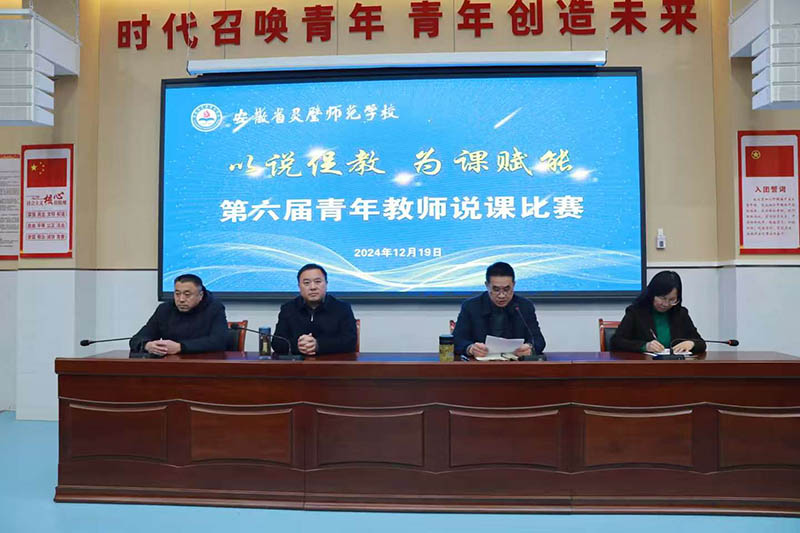 时代召唤青年 青年创造未来
安徽省灵璧师范学校
以说促教 为课赋能
第六届青年教师说课比赛
2024年12月19日
核心
入团誓词